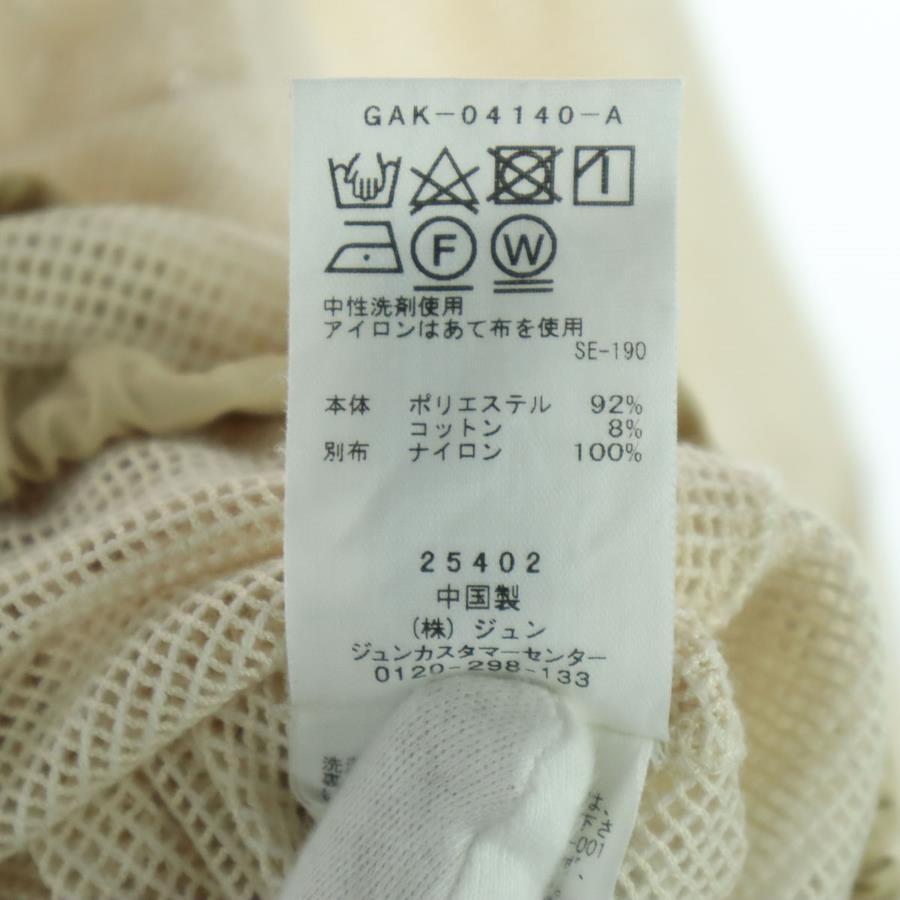 GAK-04140-A
F W
中性洗剤使用
アイロンはあて布を使用
SE-190
本体 ポリエステル 92%
コットン 8%
別布 ナイロン 100%
25402
中国製
(株) ジュン
ジュンカスタマーセンター
0120-298-133
洗
-001